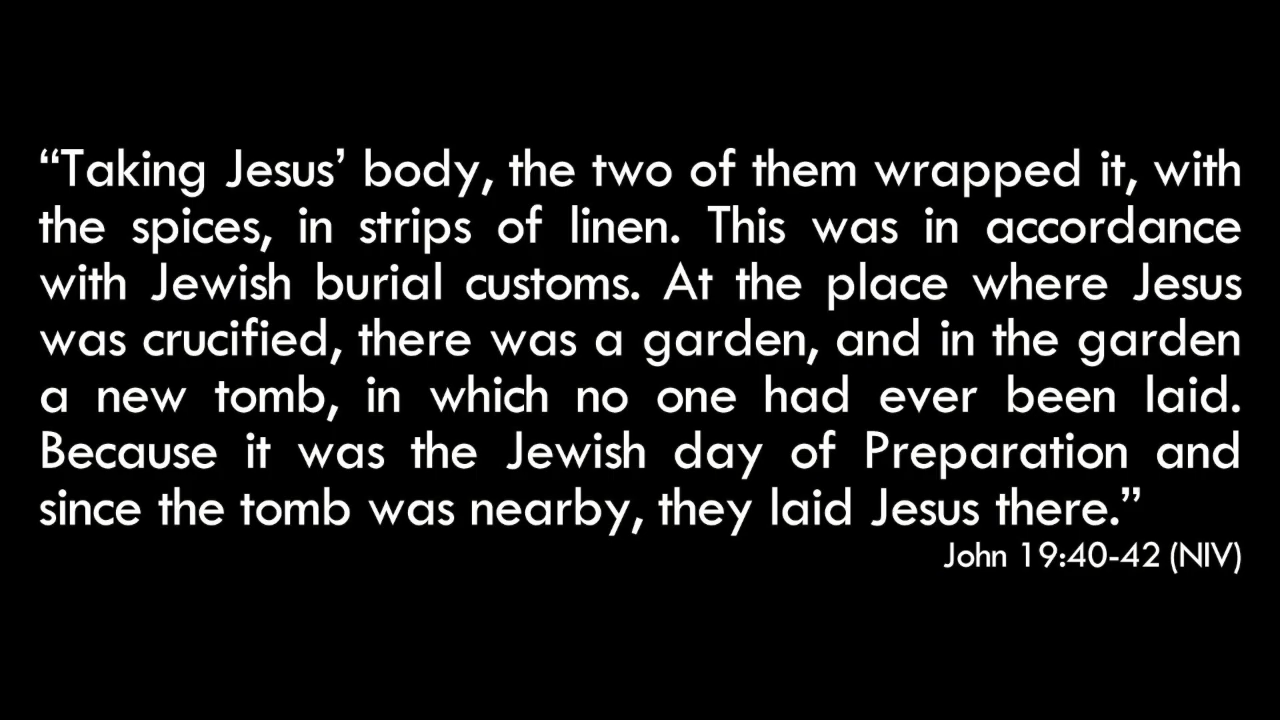 “Taking Jesus’ body, the two of them wrapped it, with
the spices, in strips of linen. This was in accordance
with Jewish burial customs. At the place where Jesus
was crucified, there was a garden, and in the garden
a new tomb, in which no one had ever been laid.
Because it was the Jewish day of Preparation and
since the tomb was nearby, they laid Jesus there.”
John 19:40-42 (NIV)